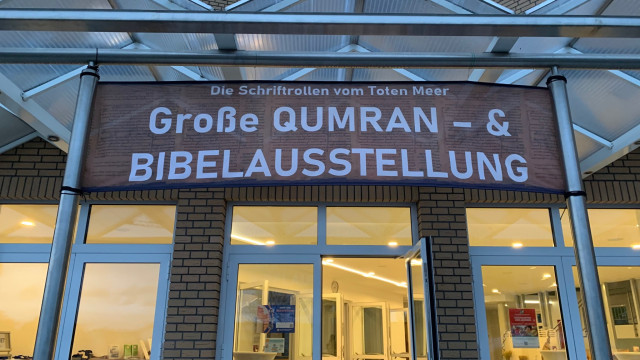 Die Schriftrollen vom Toten Meer
Große QUMRAN – &
BIBELAUSSTELLUNG